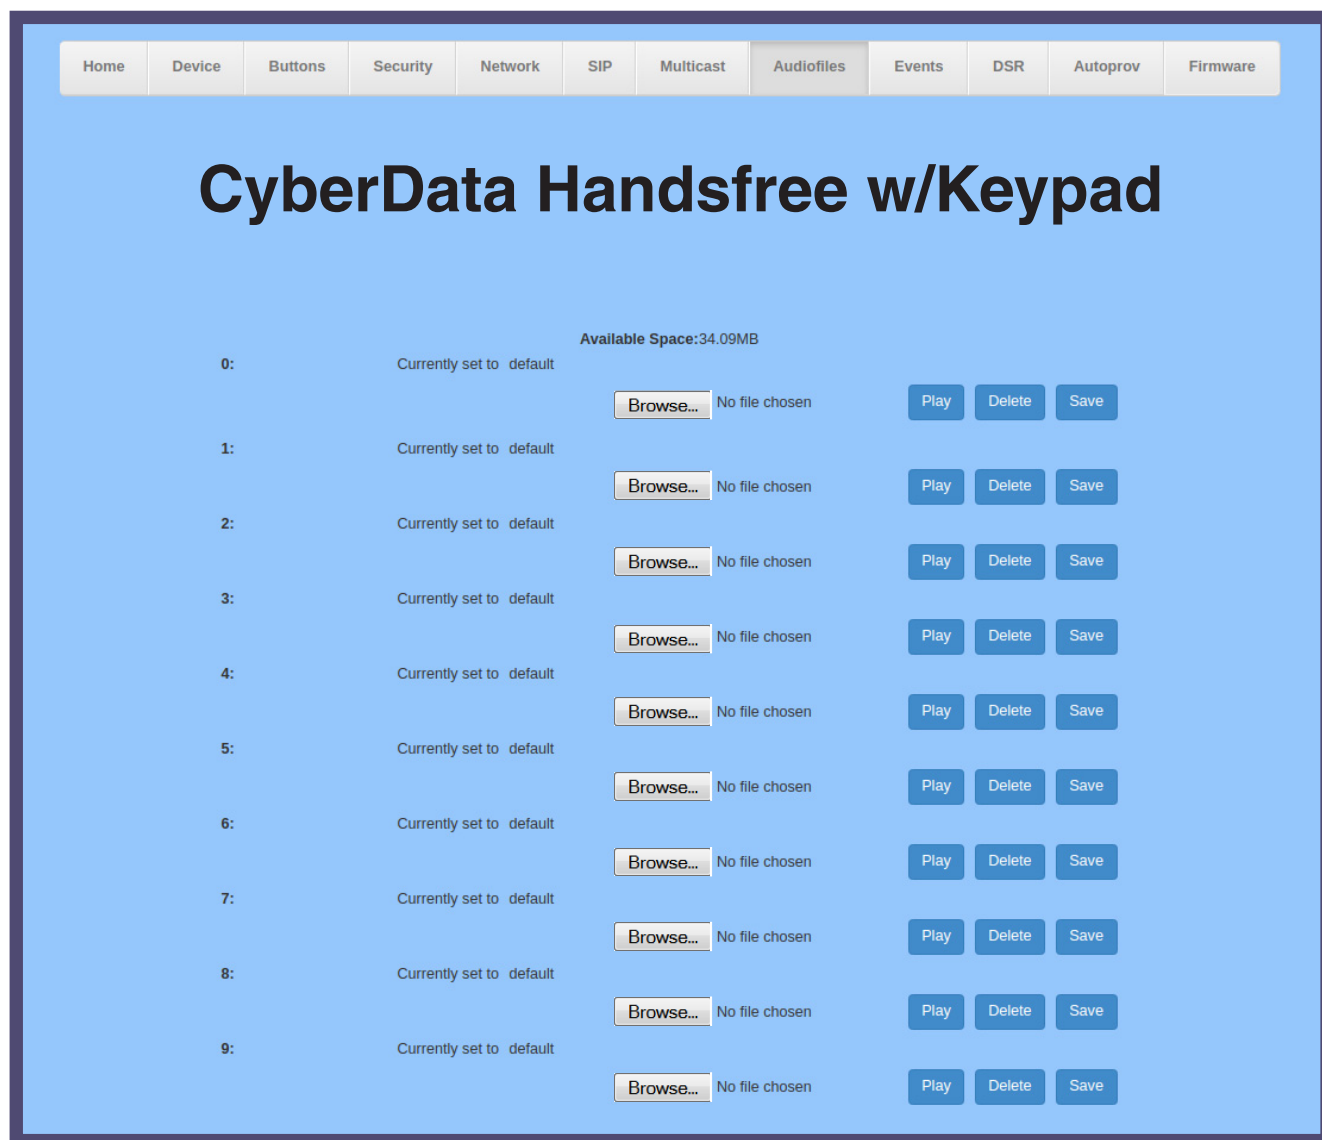 Home Device Buttons Security Network SIP Multicast Audiofiles Events DSR Autoprov Firmware
CyberData Handsfree w/Keypad
Available Space:34.09MB
0: Currently set to default
Browse... No file chosen Play Delete Save
1: Currently set to default
Browse... No file chosen Play Delete Save
2: Currently set to default
Browse... No file chosen Play Delete Save
3: Currently set to default
Browse... No file chosen Play Delete Save
4: Currently set to default
Browse... No file chosen Play Delete Save
5: Currently set to default
Browse... No file chosen Play Delete Save
6: Currently set to default
Browse... No file chosen Play Delete Save
7: Currently set to default
Browse... No file chosen Play Delete Save
8: Currently set to default
Browse... No file chosen Play Delete Save
9: Currently set to default
Browse... No file chosen Play Delete Save